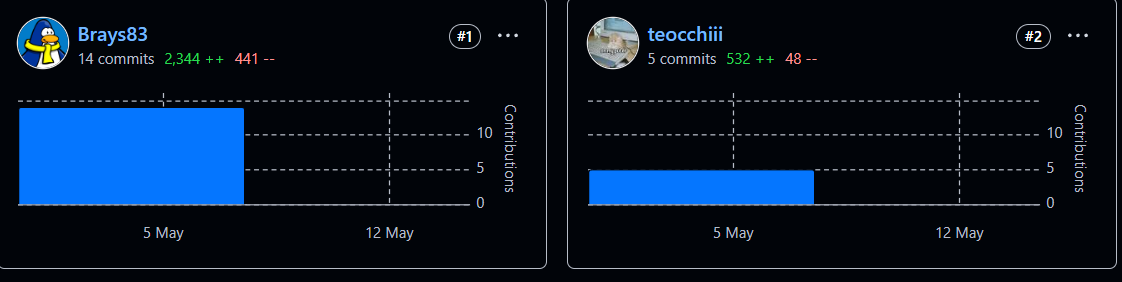 Brays83
#1
14 commits 2,344 ++ 441 --
10
5
0
Contributions
5 May
12 May
teocchiii
#2
5 commits 532 ++ 48 --
10
5
0
Contributions
5 May
12 May